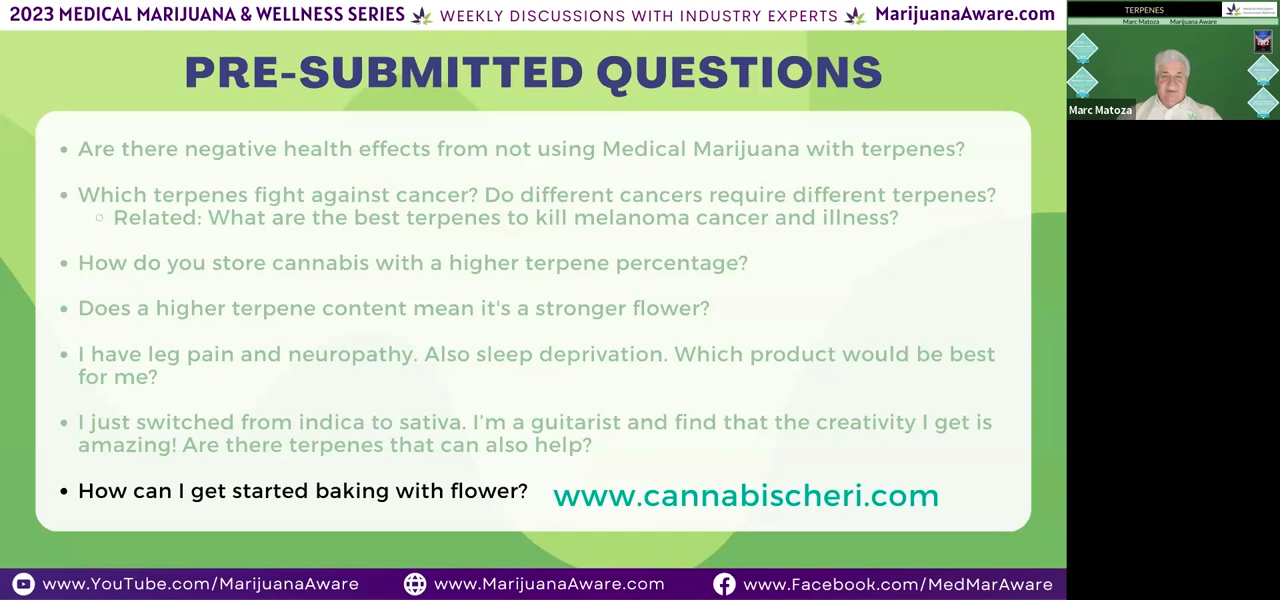 2023 MEDICAL MARIJUANA & WELLNESS SERIES WEEKLY DISCUSSIONS WITH INDUSTRY EXPERTS MarijuanaAware.com
PRE-SUBMITTED QUESTIONS
• Are there negative health effects from not using Medical Marijuana with terpenes?
• Which terpenes fight against cancer? Do different cancers require different terpenes?
○ Related: What are the best terpenes to kill melanoma cancer and illness?
• How do you store cannabis with a higher terpene percentage?
• Does a higher terpene content mean it's a stronger flower?
• I have leg pain and neuropathy. Also sleep deprivation. Which product would be best
for me?
• I just switched from indica to sativa. I'm a guitarist and find that the creativity I get is
amazing! Are there terpenes that can also help?
• How can I get started baking with flower? www.cannabischeri.com
www.YouTube.com/MarijuanaAware www.MarijuanaAware.com www.Facebook.com/MedMarAware
TERPENES
Marc Matoza Marijuana Aware
Marc Matoza